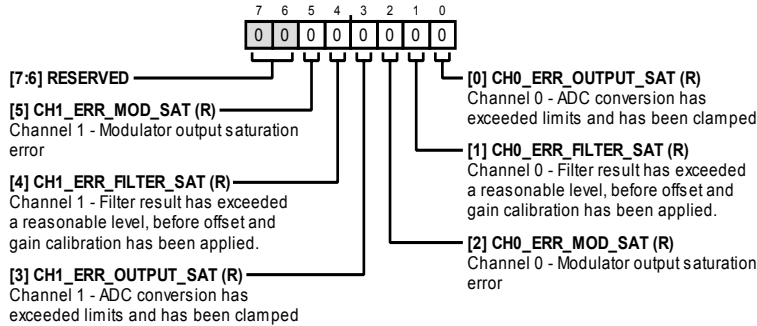 7 6 5 4 3 2 1 0
0 0 0 0 0 0 0 0
[7:6] RESERVED
[5] CH1_ERR_MOD_SAT (R)
Channel 1 - Modulator output saturation
error
[4] CH1_ERR_FILTER_SAT (R)
Channel 1 - Filter result has exceeded
a reasonable level, before offset and
gain calibration has been applied.
[3] CH1_ERR_OUTPUT_SAT (R)
Channel 1 - ADC conversion has
exceeded limits and has been clamped
[0] CH0_ERR_OUTPUT_SAT (R)
Channel 0 - ADC conversion has
exceeded limits and has been clamped
[1] CH0_ERR_FILTER_SAT (R)
Channel 0 - Filter result has exceeded
a reasonable level, before offset and
gain calibration has been applied.
[2] CH0_ERR_MOD_SAT (R)
Channel 0 - Modulator output saturation
error